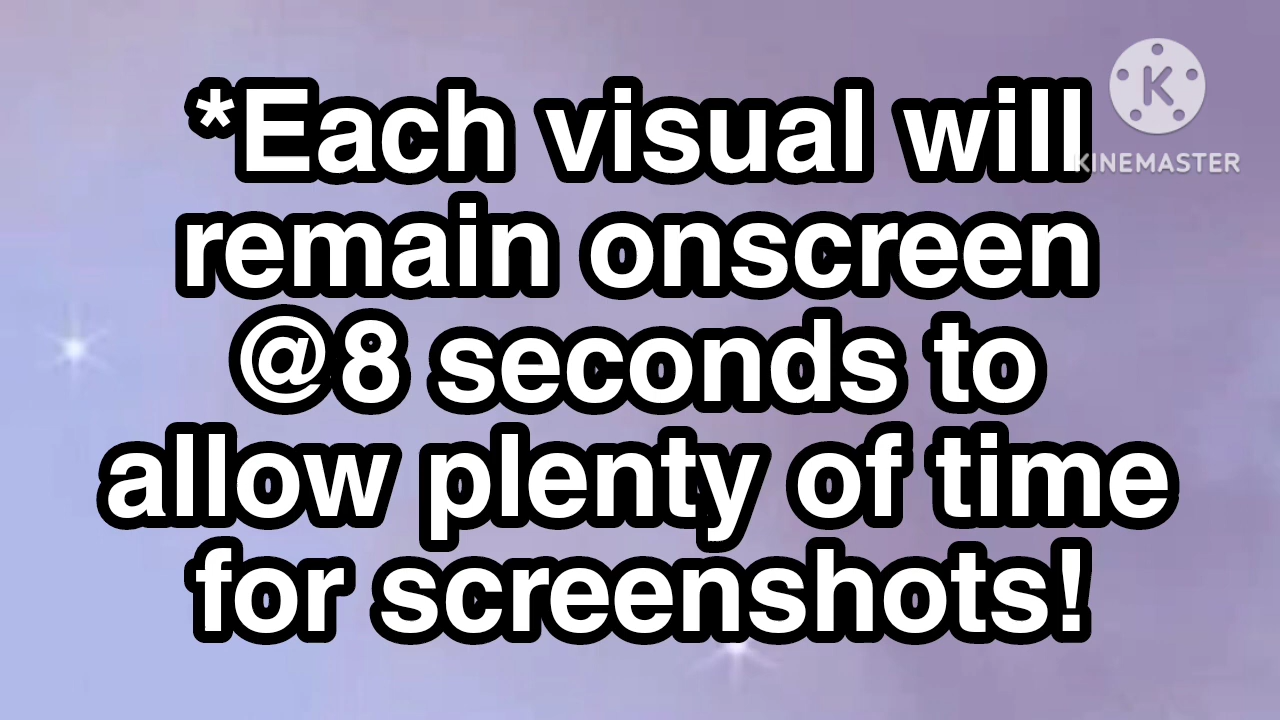 *Each visual will
KINEMASTER
remain onscreen
@8 seconds to
allow plenty of time
for screenshots!